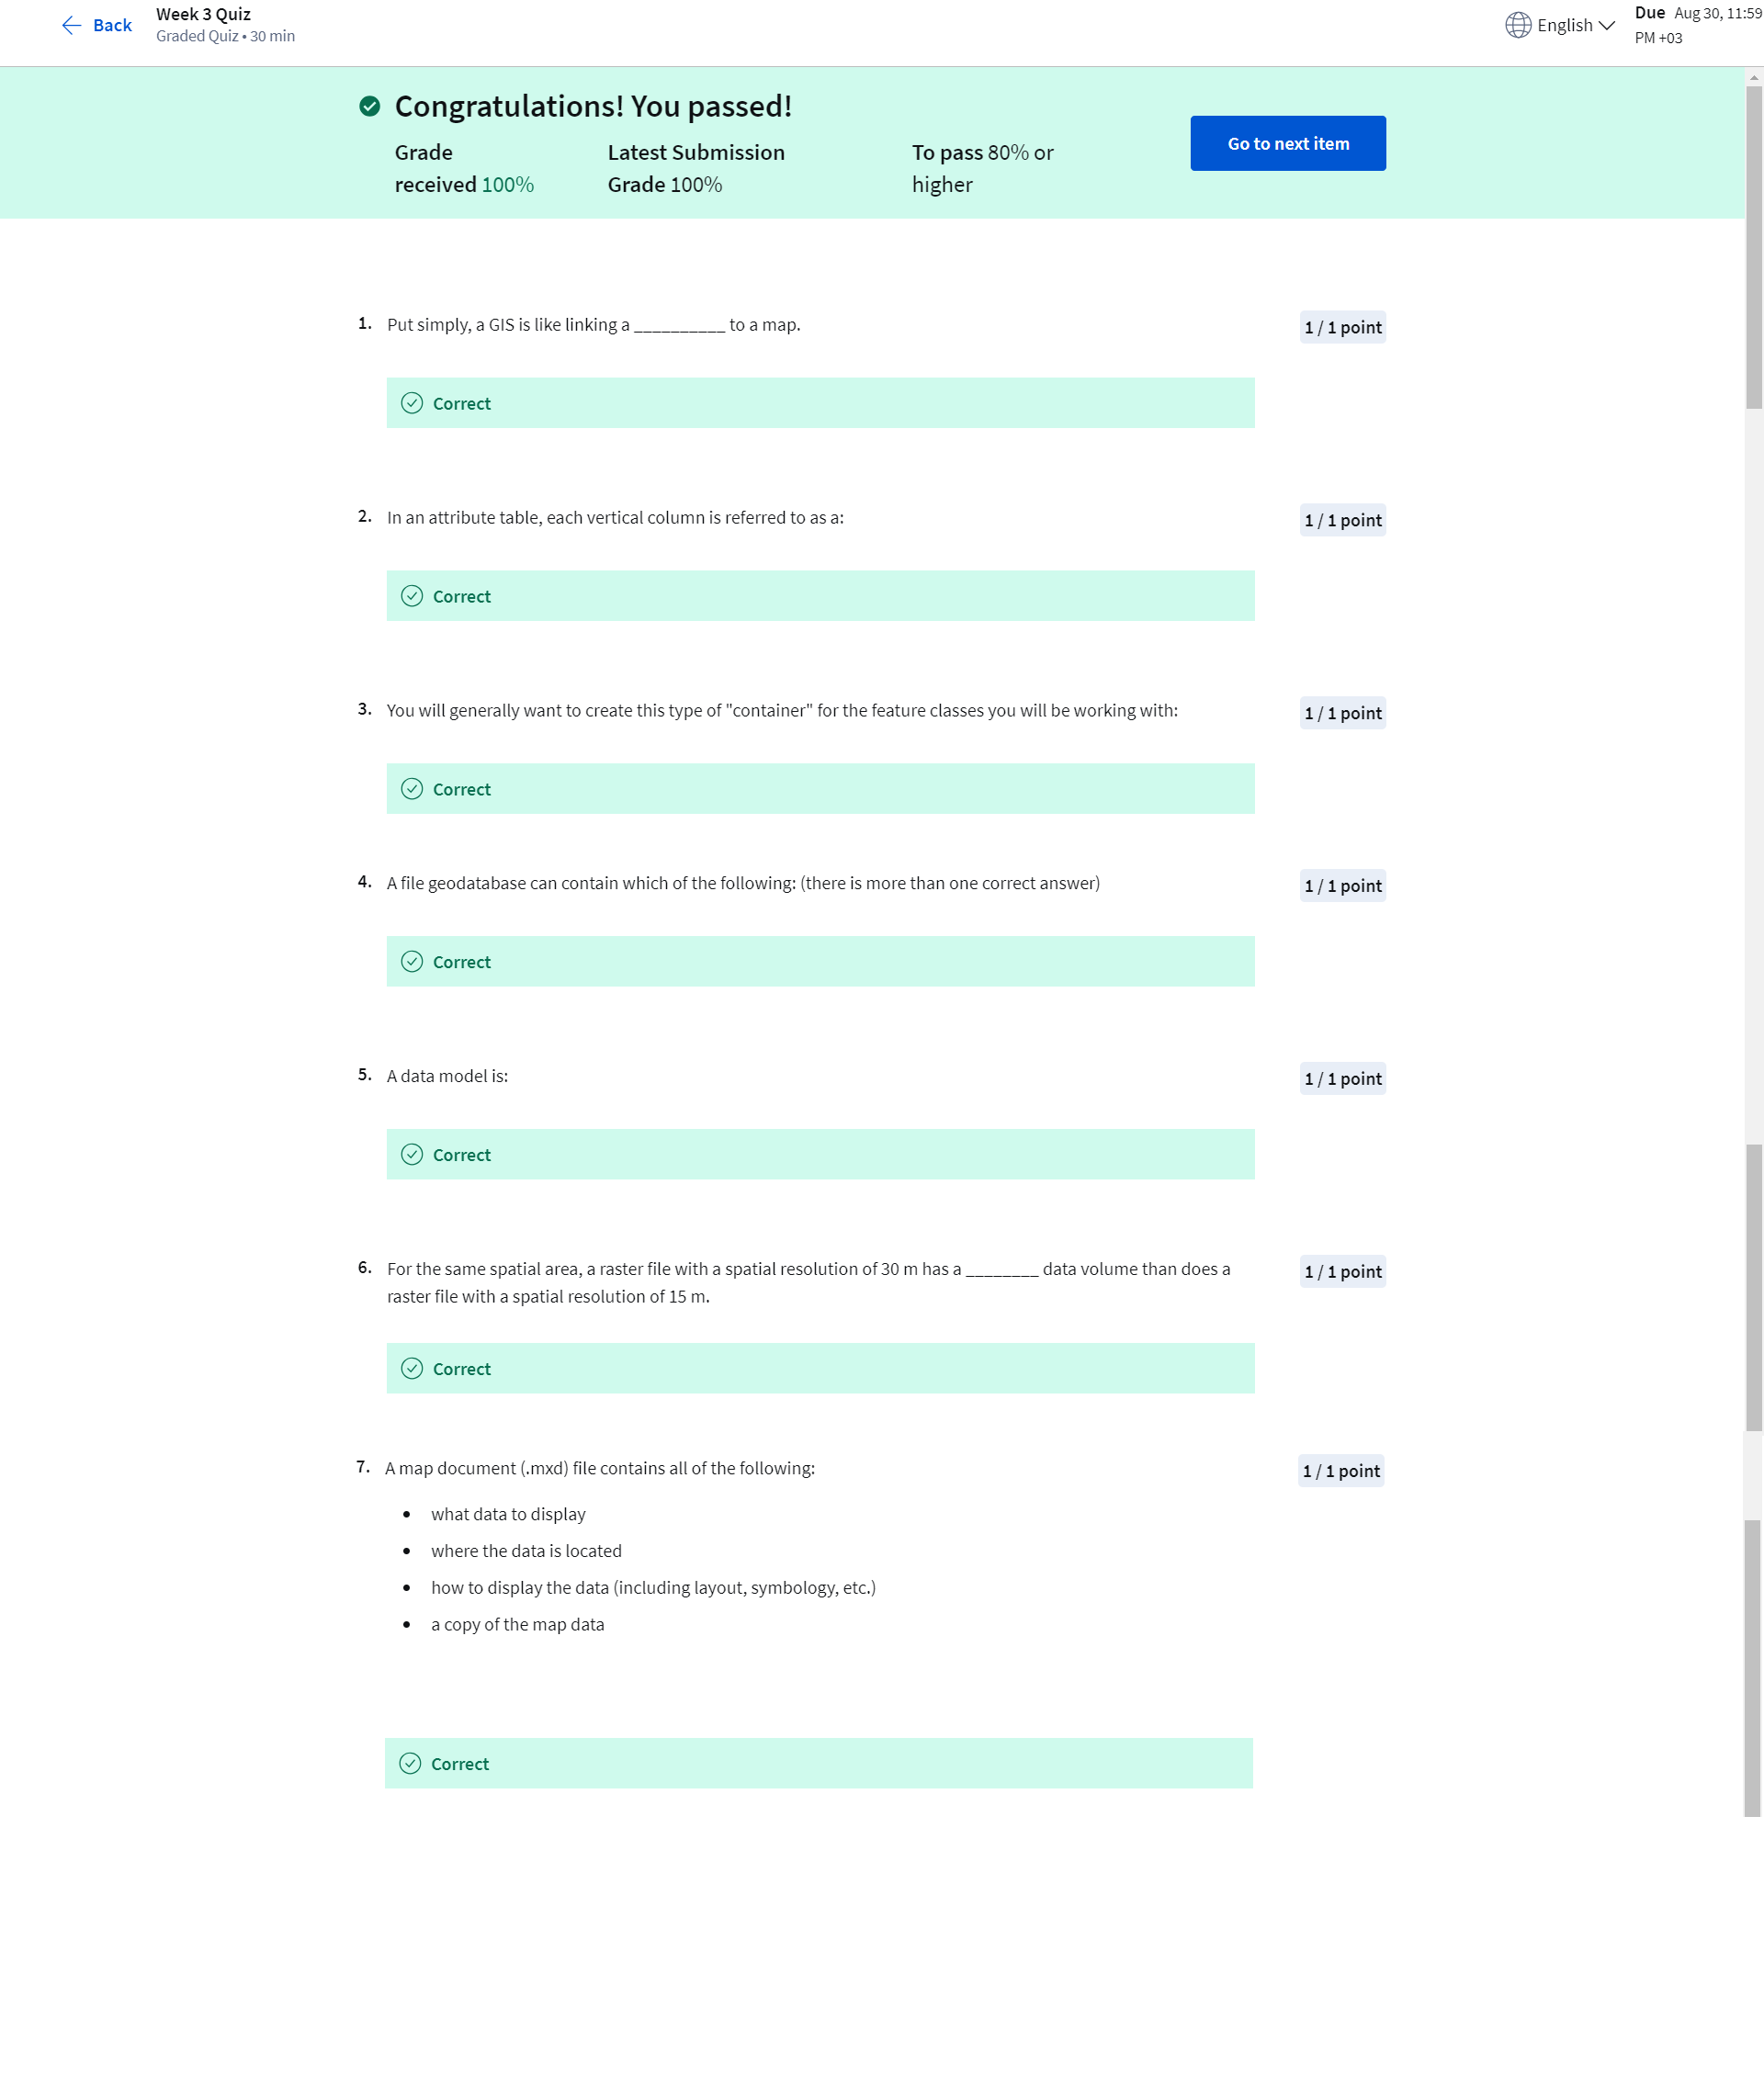 Back
Week 3 Quiz
Graded Quiz • 30 min
English
Due Aug 30, 11:59
PM +03
Congratulations! You passed!
Grade
received 100%
Latest Submission
Grade 100%
To pass 80% or
higher
Go to next item
1. Put simply, a GIS is like linking a __________ to a map.
1 / 1 point
Correct
2. In an attribute table, each vertical column is referred to as a:
1 / 1 point
Correct
3. You will generally want to create this type of "container" for the feature classes you will be working with:
1 / 1 point
Correct
4. A file geodatabase can contain which of the following: (there is more than one correct answer)
1 / 1 point
Correct
5. A data model is:
1 / 1 point
Correct
6. For the same spatial area, a raster file with a spatial resolution of 30 m has a ________ data volume than does a
raster file with a spatial resolution of 15 m.
1 / 1 point
Correct
7. A map document (.mxd) file contains all of the following:
1 / 1 point
• what data to display
• where the data is located
• how to display the data (including layout, symbology, etc.)
• a copy of the map data
Correct